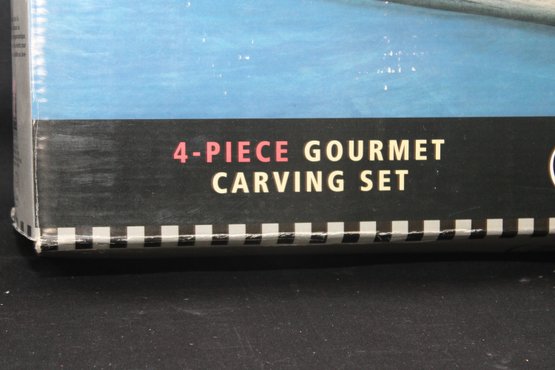 4-PIECE GOURMET
CARVING SET